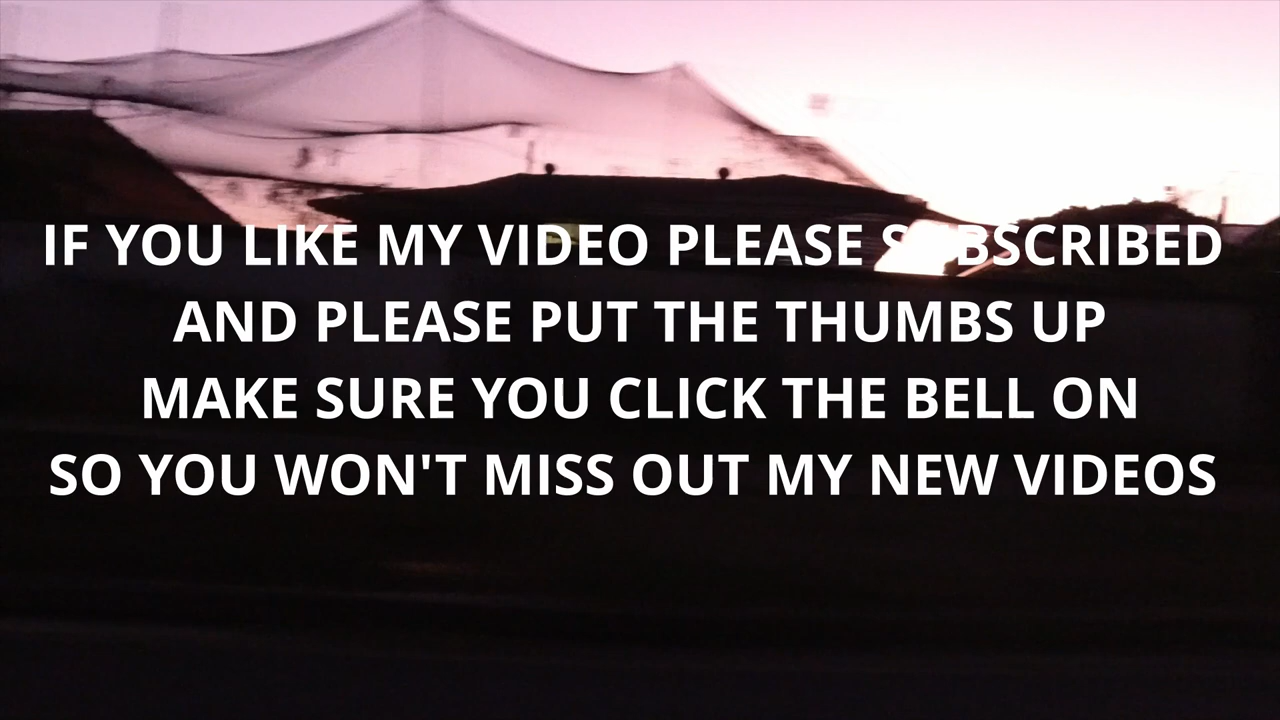 IF YOU LIKE MY VIDEO PLEASE SUBSCRIBED
AND PLEASE PUT THE THUMBS UP
MAKE SURE YOU CLICK THE BELL ON
SO YOU WON'T MISS OUT MY NEW VIDEOS